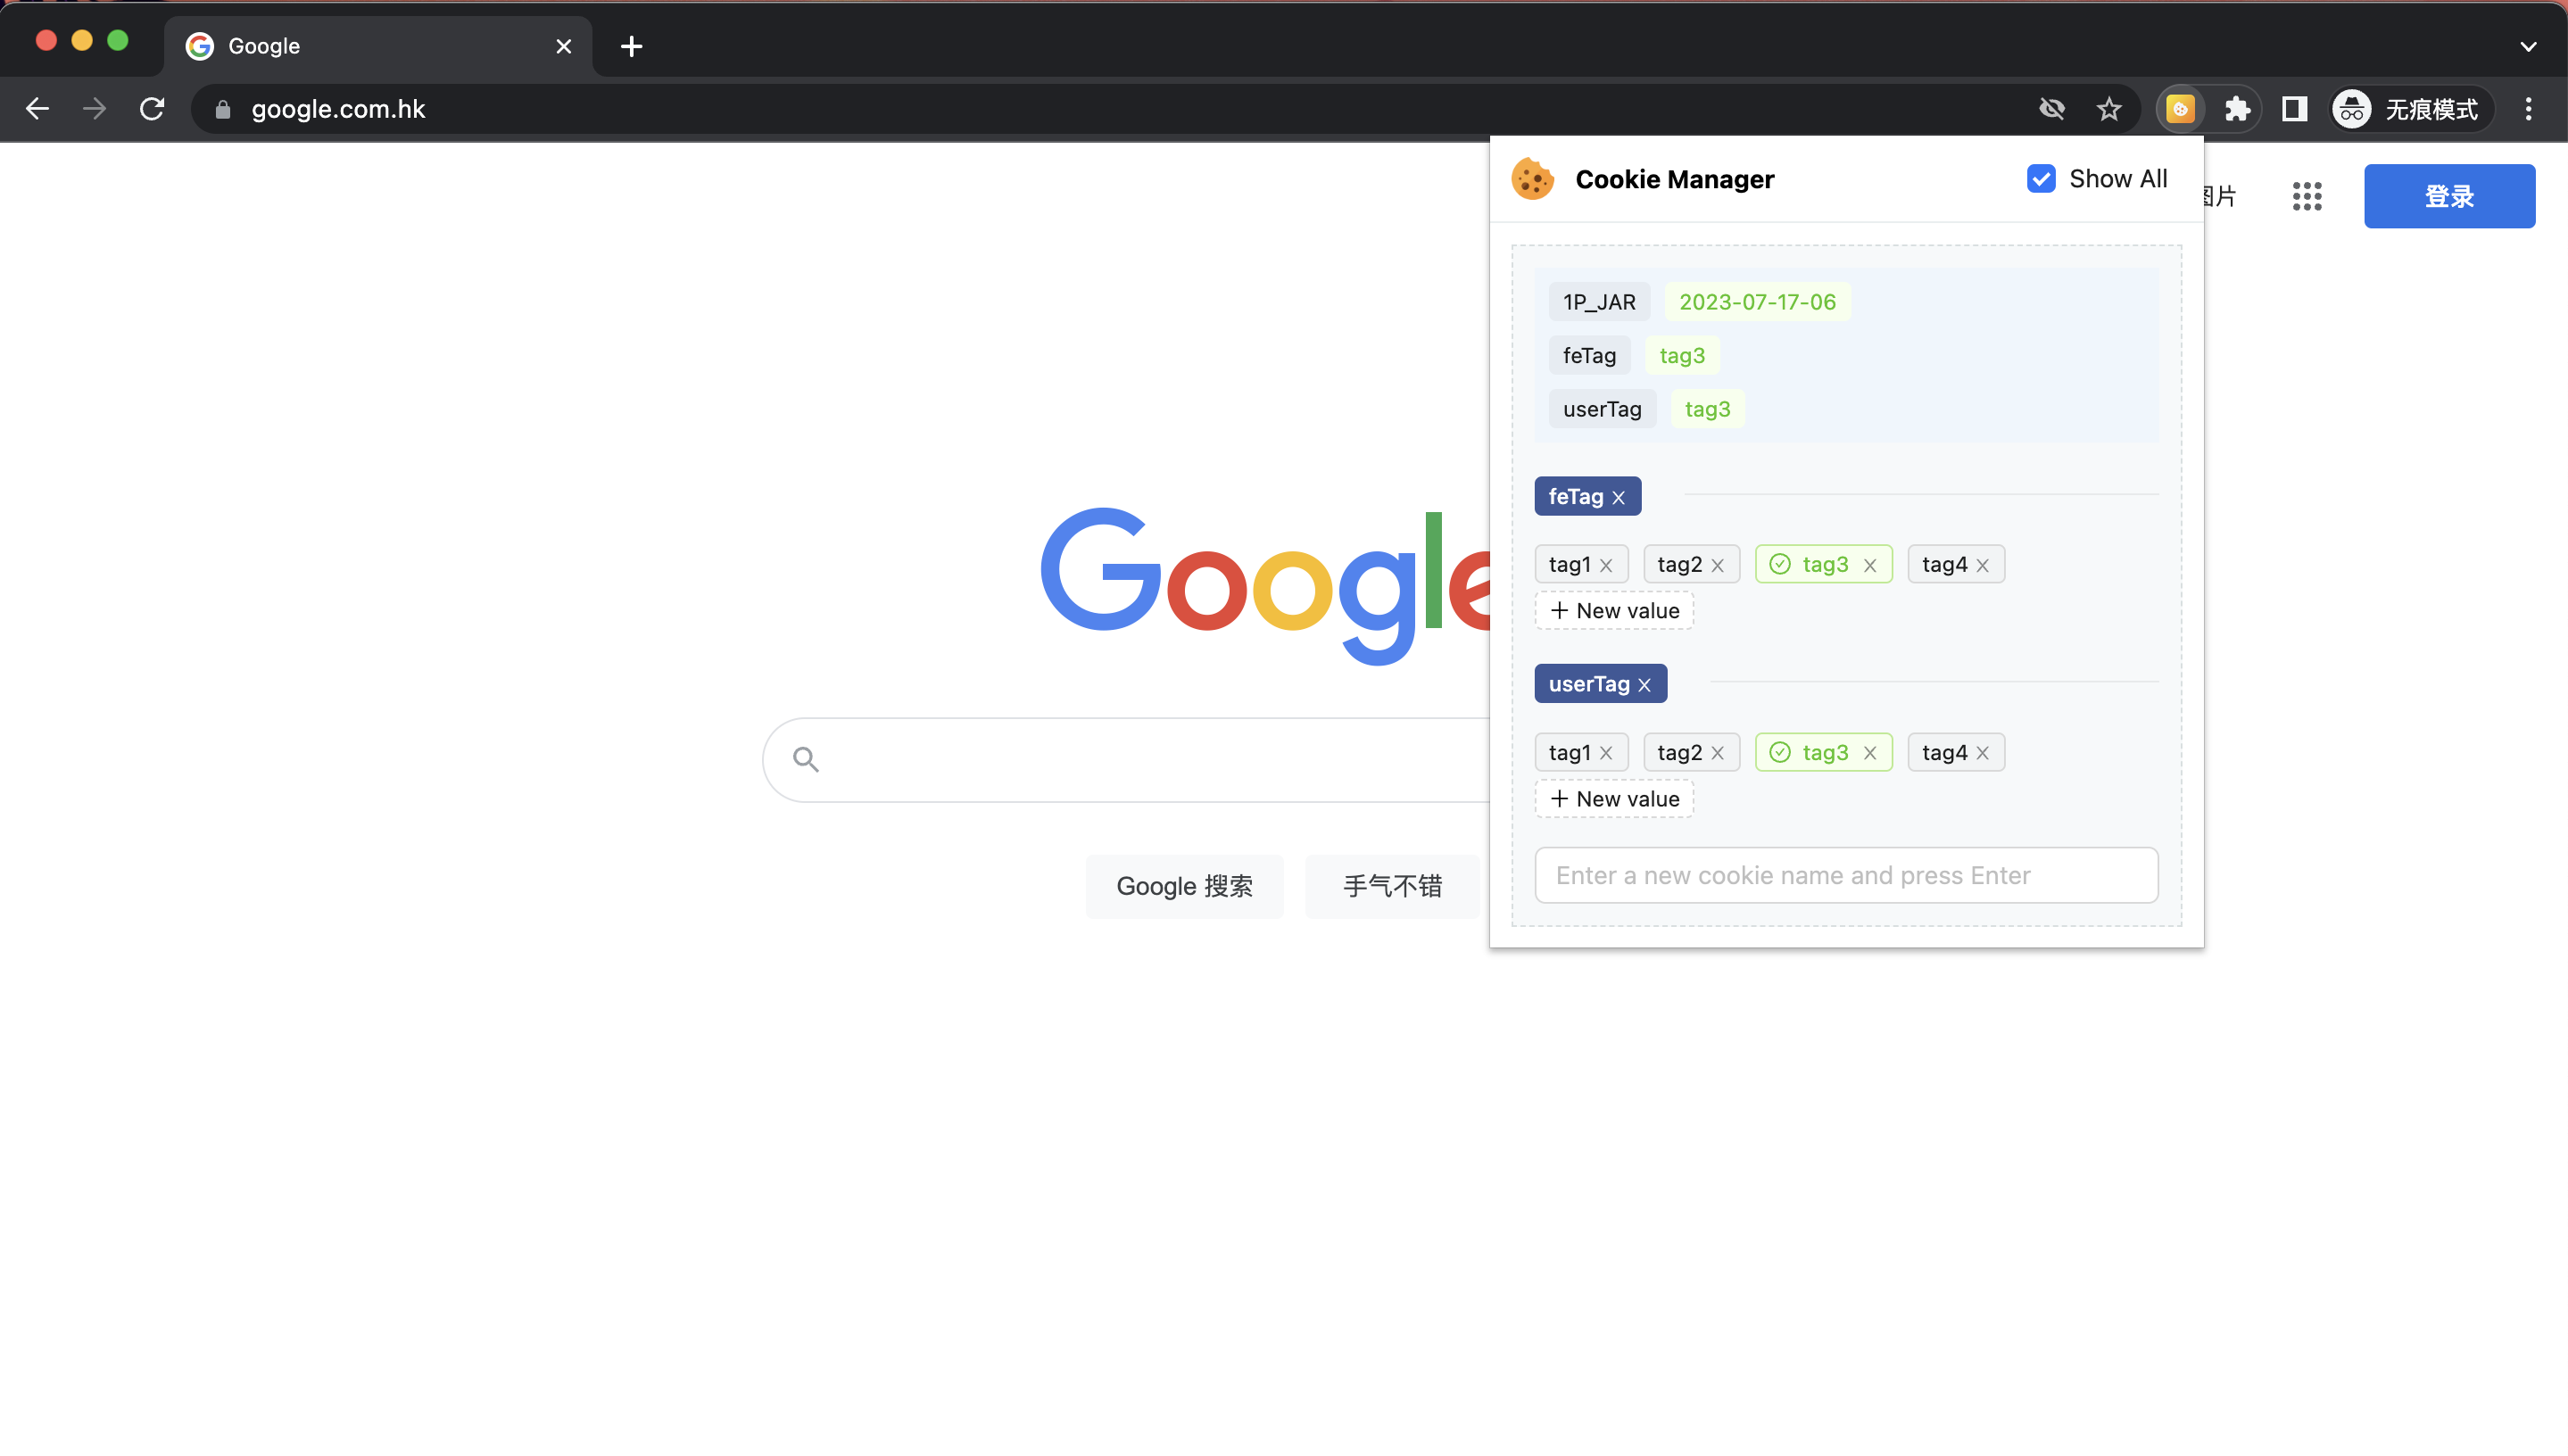 Google
google.com.hk
无痕模式
Cookie Manager
Show All
图片
登录
1P_JAR 2023-07-17-06
feTag tag3
userTag tag3
feTag
tag1 tag2 tag3 tag4
New value
userTag
tag1 tag2 tag3 tag4
New value
Enter a new cookie name and press Enter
Google
Google 搜索
手气不错